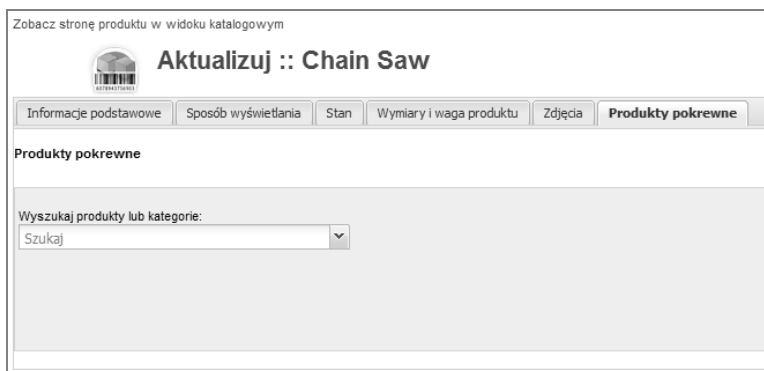 Zobacz stronę produktu w widoku katalogowym
Aktualizuj :: Chain Saw
Informacje podstawowe Sposób wyświetlania Stan Wymiary i waga produktu Zdjęcia Produkty pokrewne
Produkty pokrewne
Wyszukaj produkty lub kategorie:
Szukaj